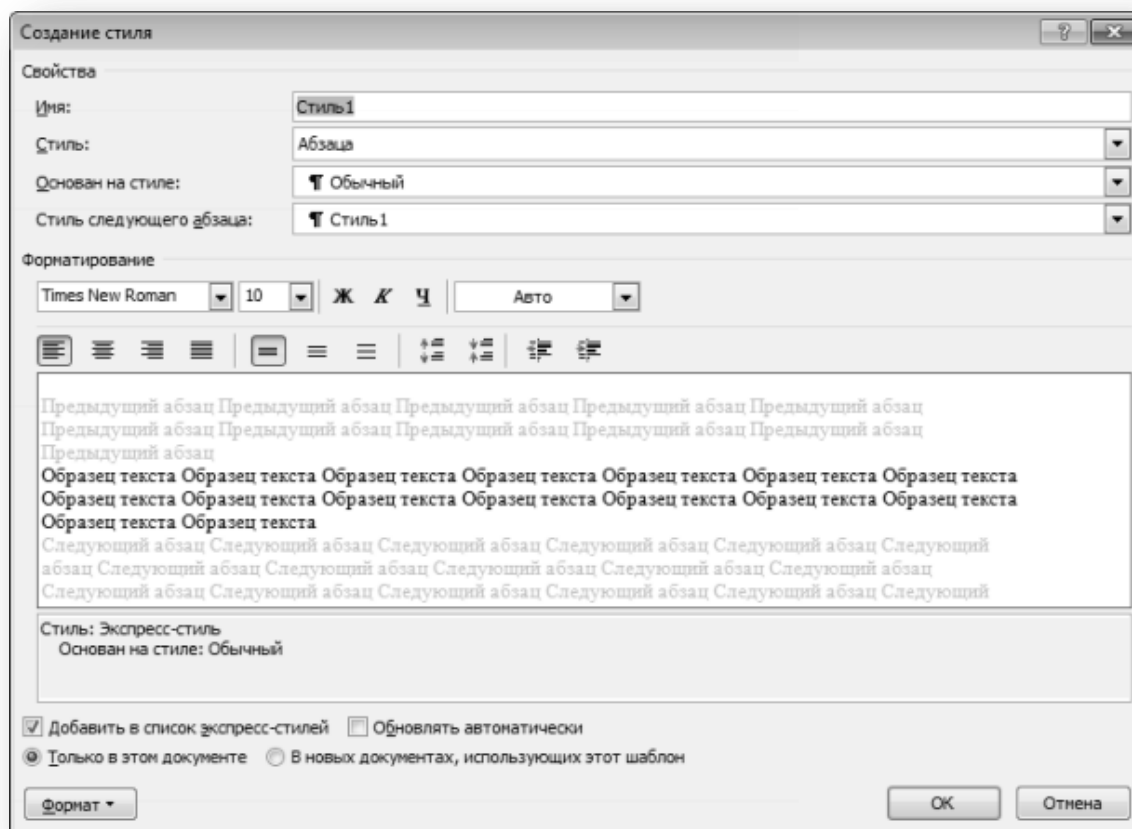 Создание стиля
Свойства
Имя: Стиль1
Стиль: Абзаца
Основан на стиле: ¶ Обычный
Стиль следующего абзаца: ¶ Стиль1
Форматирование
Times New Roman 10 Ж К Ч Авто
Предыдущий абзац Предыдущий абзац Предыдущий абзац Предыдущий абзац Предыдущий абзац
Предыдущий абзац Предыдущий абзац Предыдущий абзац Предыдущий абзац Предыдущий абзац
Предыдущий абзац
Образец текста Образец текста Образец текста Образец текста Образец текста Образец текста Образец текста
Образец текста Образец текста Образец текста Образец текста Образец текста Образец текста Образец текста
Образец текста Образец текста
Следующий абзац Следующий абзац Следующий абзац Следующий абзац Следующий абзац Следующий
абзац Следующий абзац Следующий абзац Следующий абзац Следующий абзац Следующий абзац
Следующий абзац Следующий абзац Следующий абзац Следующий абзац Следующий абзац Следующий
Стиль: Экспресс-стиль
Основан на стиле: Обычный
Добавить в список экспресс-стилей Обновлять автоматически
Только в этом документе В новых документах, использующих этот шаблон
Формат OK Отмена